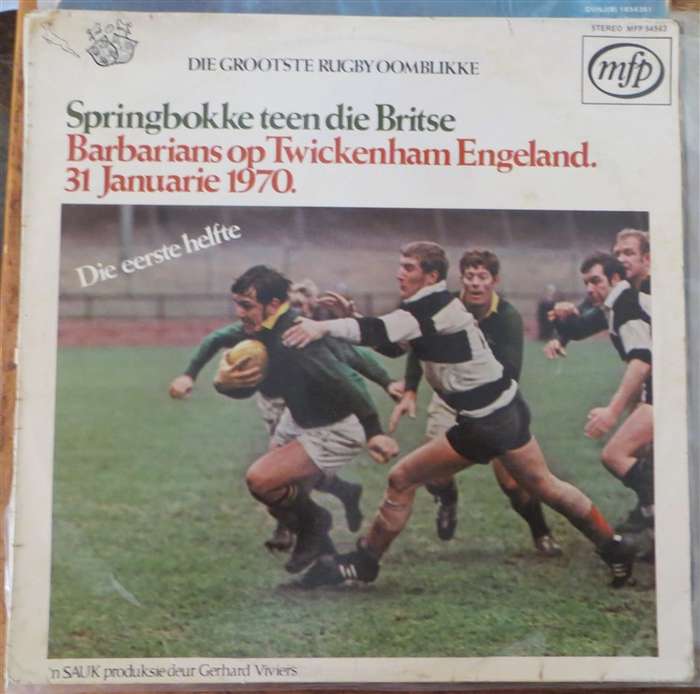 STEREO MFP 54562
mfp
DIE GROOTSTE RUGBY OOMBLIKKE
Springbokke teen die Britse
Barbarians op Twickenham Engeland.
31 Januarie 1970.
Die eerste helfte
'n SAUK produksie deur Gerhard Viviers